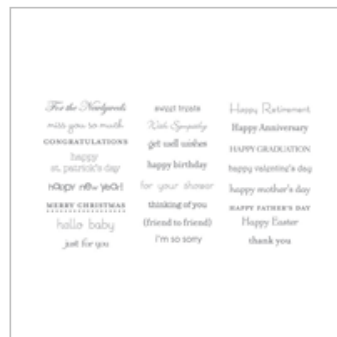 For the Newlyweds
miss you so much
CONGRATULATIONS
happy
st. patrick's day
happy new year!
MERRY CHRISTMAS
hello baby
just for you
sweet treats
With Sympathy
get well wishes
happy birthday
for your shower
thinking of you
(friend to friend)
i'm so sorry
Happy Retirement
Happy Anniversary
HAPPY GRADUATION
happy valentine's day
happy mother's day
HAPPY FATHER'S DAY
Happy Easter
thank you